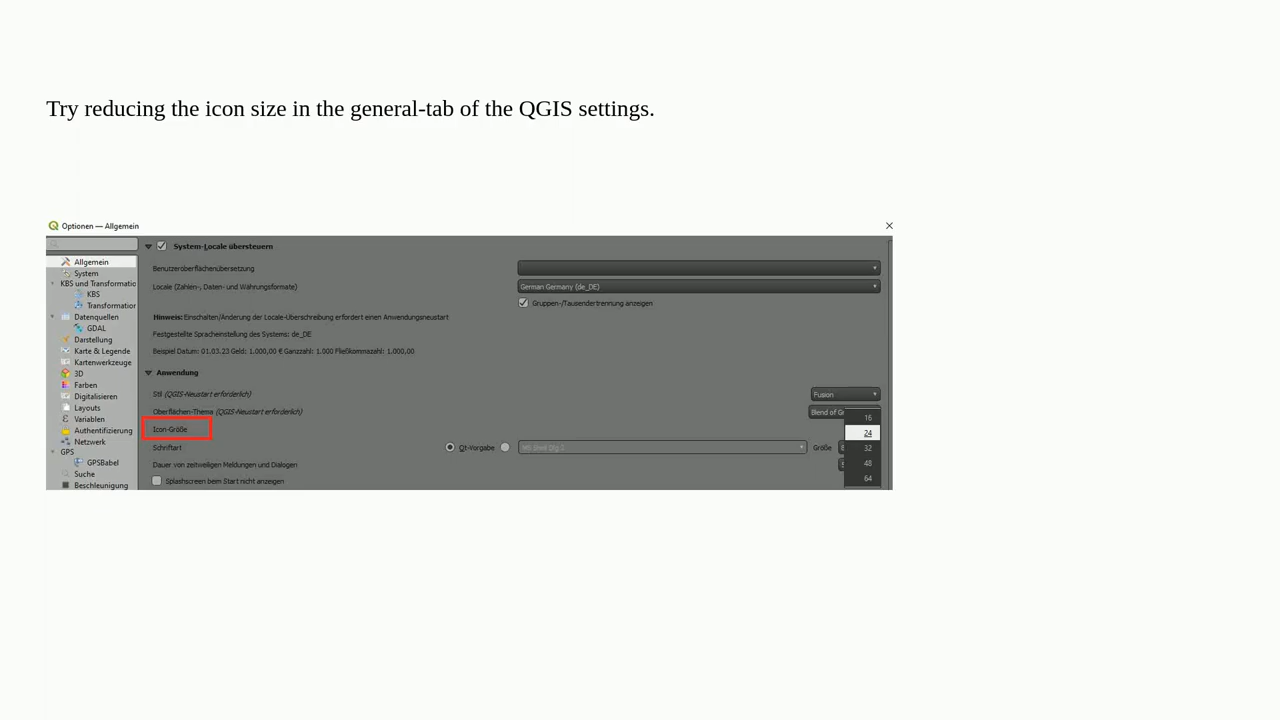 Try reducing the icon size in the general-tab of the QGIS settings.
Optionen — Allgemein
System-Locale übersteuern
Allgemein
Benutzeroberflächenübersetzung
System
KBS und Transformatio
Locale (Zahlen-, Daten- und Währungsformate) German Germany (de_DE)
KBS
Gruppen-/Tausendertrennung anzeigen
Transformatior
Datenquellen
Hinweis: Einschalten/Änderung der Locale-Überschreibung erfordert einen Anwendungsneustart
GDAL
Festgestellte Spracheinstellung des Systems: de_DE
Darstellung
Karte & Legende
Beispiel Datum: 01.03.23 Geld: 1.000,00 € Ganzzahl: 1.000 Fließkommazahl: 1.000,00
Kartenwerkzeuge
3D
Anwendung
Farben
Stil (QGIS-Neustart erforderlich) Fusion
Digitalisieren
Layouts
Oberflächen-Thema (QGIS-Neustart erforderlich) Blend of Gr
16
Variablen
Icon-Größe
24
Authentifizierung
Netzwerk
Schriftart Qt-Vorgabe Größe
32
GPS
GPSBabel
Dauer von zeitweiligen Meldungen und Dialogen
48
Suche
Splashscreen beim Start nicht anzeigen
64
Beschleunigung